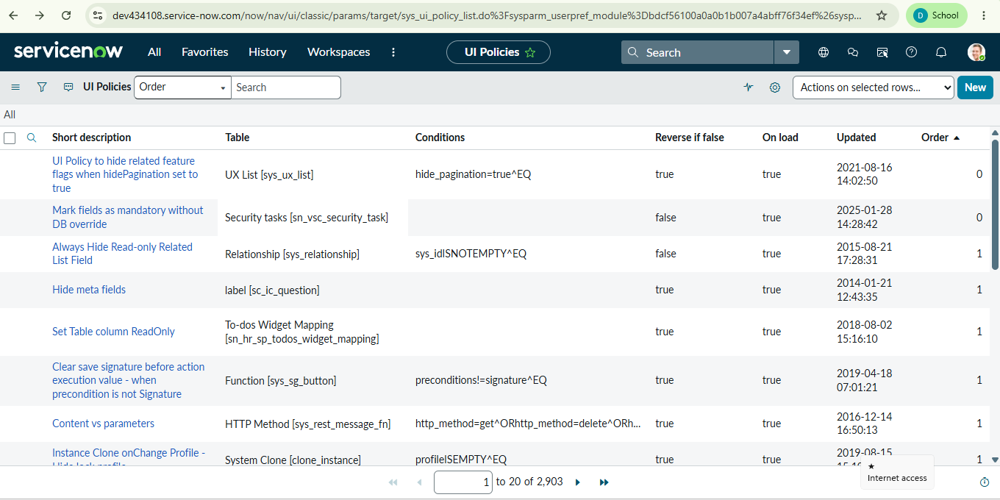 dev434108.service-now.com/now/nav/ui/classic/params/target/sys_ui_policy_list.do%3Fsysparm_userpref_module%3Dbdcf56100a0a0b1b007a4abff76f34ef%26sysp...
D School
servicenow All Favorites History Workspaces UI Policies Search
UI Policies Order Search Actions on selected rows... New
All
Short description Table Conditions Reverse if false On load Updated Order
UI Policy to hide related feature
flags when hidePagination set to
true
UX List [sys_ux_list] hide_pagination=true^EQ true true
2021-08-16
14:02:50
0
Mark fields as mandatory without
DB override
Security tasks [sn_vsc_security_task] false true
2025-01-28
14:28:42
0
Always Hide Read-only Related
List Field
Relationship [sys_relationship] sys_idISNOTEMPTY^EQ false true
2015-08-21
17:28:31
1
Hide meta fields label [sc_ic_question] true true
2014-01-21
12:43:35
1
Set Table column ReadOnly
To-dos Widget Mapping
[sn_hr_sp_todos_widget_mapping]
true true
2018-08-02
15:16:10
1
Clear save signature before action
execution value - when
precondition is not Signature
Function [sys_sg_button] preconditions!=signature^EQ true true
2019-04-18
07:01:21
1
Content vs parameters HTTP Method [sys_rest_message_fn] http_method=get^ORhttp_method=delete^ORh... true true
2016-12-14
16:50:13
1
Instance Clone onChange Profile -
Hide lock profile
System Clone [clone_instance] profileISEMPTY^EQ true true
2019-08-15
1
Internet access
1 to 20 of 2,903